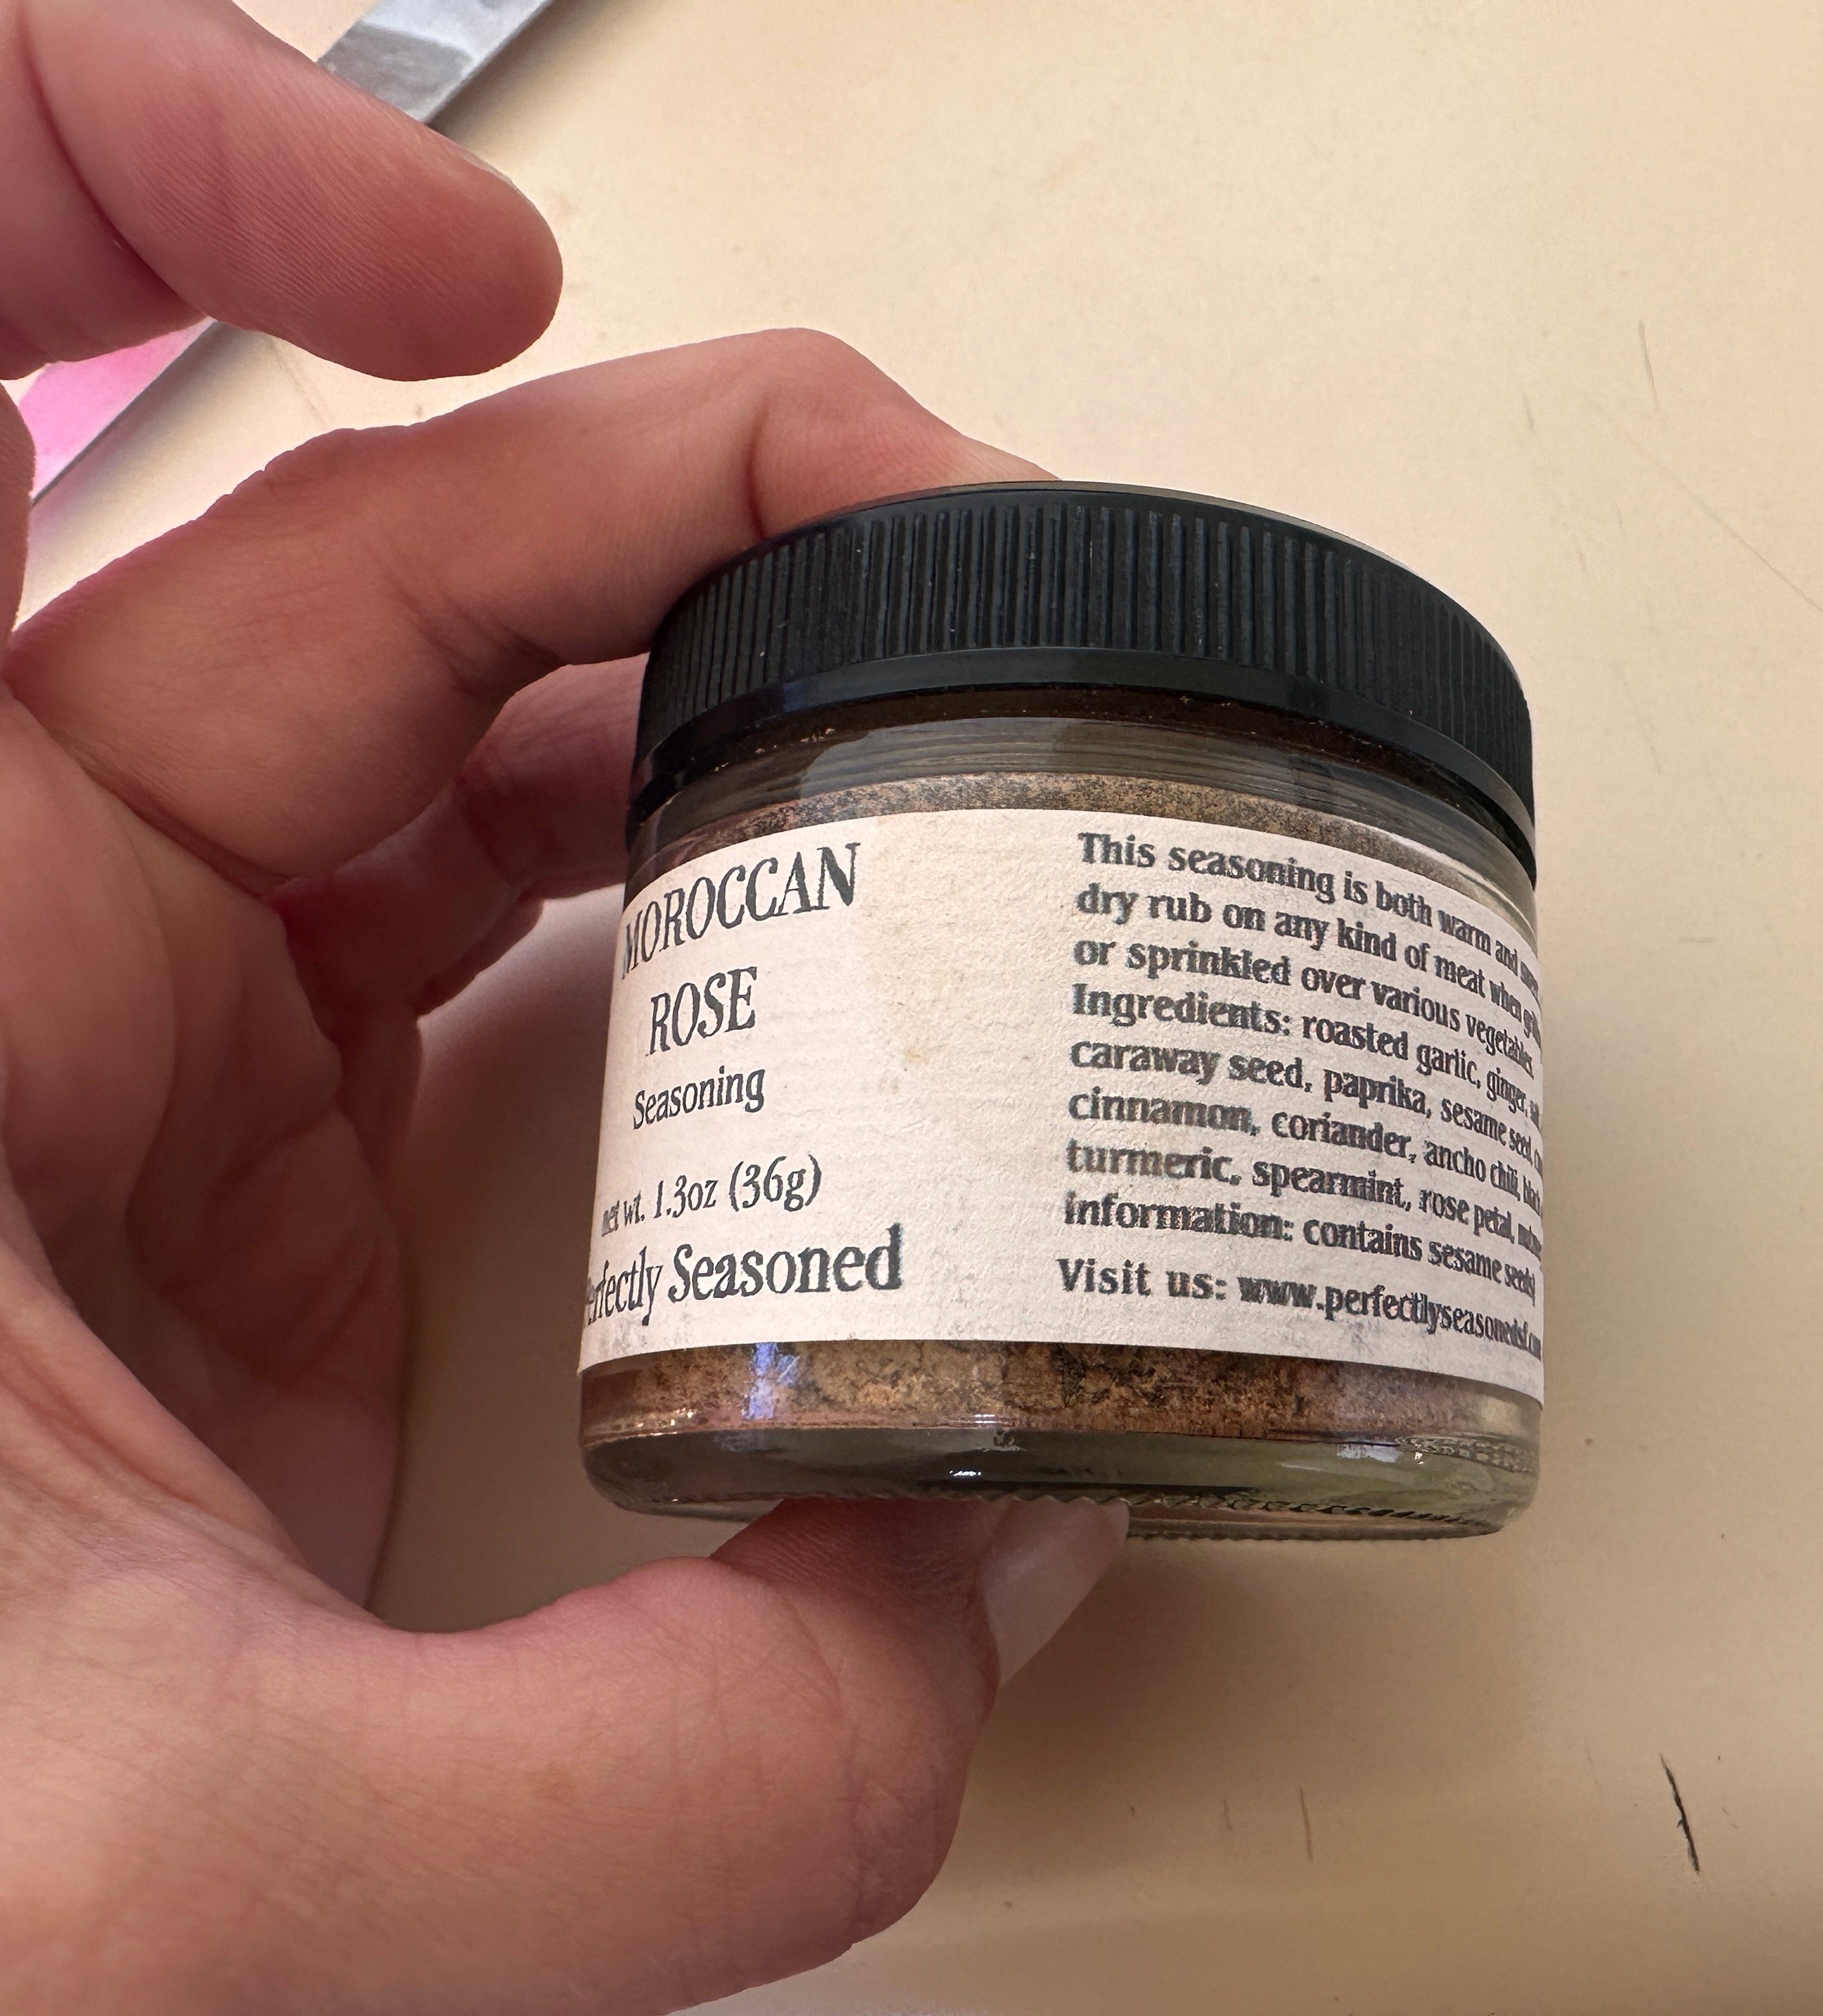 MOROCCAN
ROSE
Seasoning
net wt. 1.3oz (36g)
Perfectly Seasoned
This seasoning is both warm and
dry rub on any kind of meat when
or sprinkled over various vegetables.
Ingredients: roasted garlic, ginger,
caraway seed, paprika, sesame seed,
cinnamon, coriander, ancho chili,
turmeric, spearmint, rose petal,
information: contains sesame seeds)
Visit us: www.perfectlyseasonedsf.com